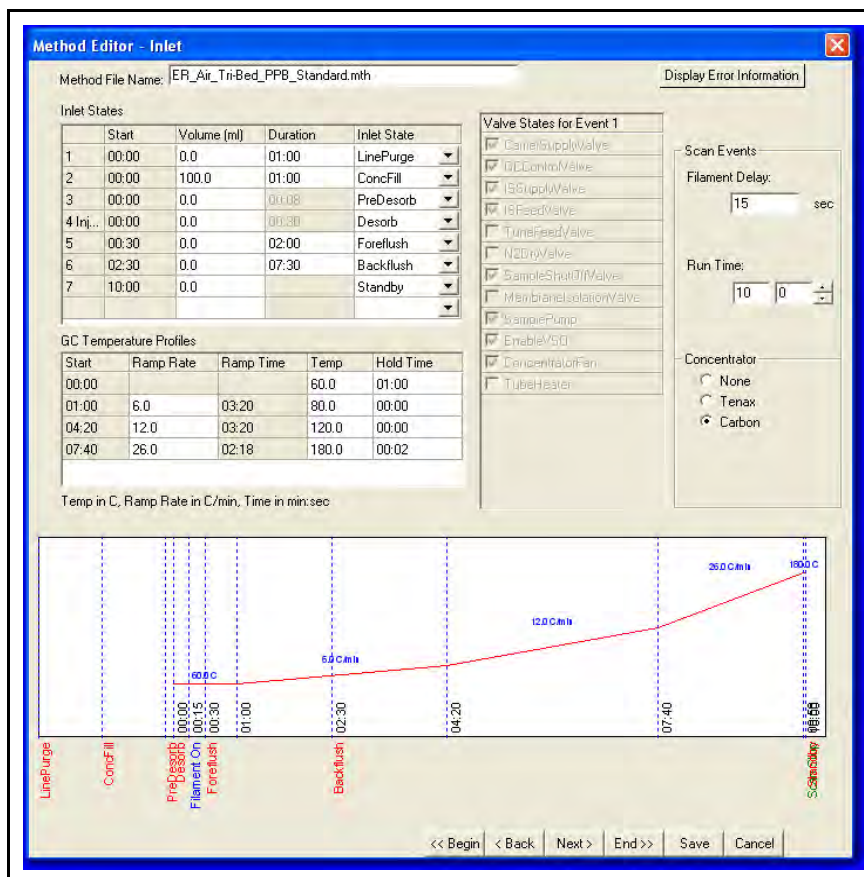 Method Editor - Inlet
Method File Name: ER_Air_Tri-Bed_PPB_Standard.mth
Display Error Information
Inlet States
Start Volume (ml) Duration Inlet State
1 00:00 0.0 01:00 LinePurge
2 00:00 100.0 01:00 ConcFill
3 00:00 0.0 00:08 PreDesorb
4 Inj... 00:00 0.0 00:30 Desorb
5 00:30 0.0 02:00 Foreflush
6 02:30 0.0 07:30 Backflush
7 10:00 0.0 Standby
Valve States for Event 1
CarrierSupplyValve
GCControlValve
ISSupplyValve
ISFeedValve
TuneFeedValve
N2DryValve
SampleShutOffValve
MembraneIsolationValve
SamplePump
EnableVSO
ConcentratorFan
TubeHeater
Scan Events
Filament Delay:
15 sec
Run Time:
10 0
Concentrator
None
Tenax
Carbon
GC Temperature Profiles
Start Ramp Rate Ramp Time Temp Hold Time
00:00 60.0 01:00
01:00 6.0 03:20 80.0 00:00
04:20 12.0 03:20 120.0 00:00
07:40 26.0 02:18 180.0 00:02
Temp in C, Ramp Rate in C/min, Time in min:sec
60.0 C
6.0 C/min
12.0 C/min
26.0 C/min
180.0 C
00:00
00:15
00:30
01:00
02:30
04:20
07:40
10:00
LinePurge
ConcFill
PreDesorb
Desorb
Filament On
Foreflush
Backflush
<< Begin < Back Next > End >> Save Cancel